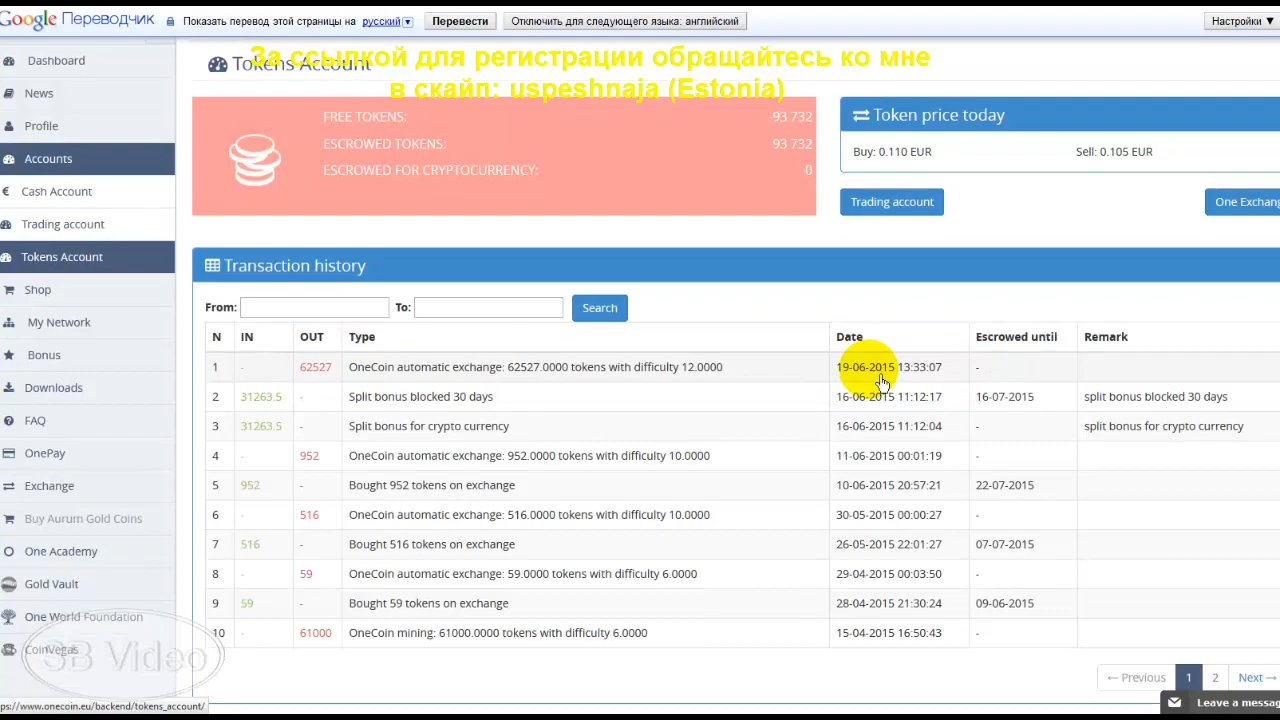 Google Переводчик
Показать перевод этой страницы на русский
Перевести
Отключить для следующего языка: английский
Настройки
За ссылкой для регистрации обращайтесь ко мне
в скайп: uspeshnaja (Estonia)
Dashboard
News
Profile
Accounts
Cash Account
Trading account
Tokens Account
Shop
My Network
Bonus
Downloads
FAQ
OnePay
Exchange
Buy Aurum Gold Coins
One Academy
Gold Vault
One World Foundation
CoinVegas
SB Video
Tokens Account
FREE TOKENS: -93 732
ESCROWED TOKENS: 93 732
ESCROWED FOR CRYPTOCURRENCY: 0
Token price today
Buy: 0.110 EUR Sell: 0.105 EUR
Trading account
One Exchang
Transaction history
From: To: Search
N IN OUT Type Date Escrowed until Remark
1 - 62527 OneCoin automatic exchange: 62527.0000 tokens with difficulty 12.0000 19-06-2015 13:33:07 -
2 31263.5 - Split bonus blocked 30 days 16-06-2015 11:12:17 16-07-2015 split bonus blocked 30 days
3 31263.5 - Split bonus for crypto currency 16-06-2015 11:12:04 - split bonus for crypto currency
4 - 952 OneCoin automatic exchange: 952.0000 tokens with difficulty 10.0000 11-06-2015 00:01:19 -
5 952 - Bought 952 tokens on exchange 10-06-2015 20:57:21 22-07-2015
6 - 516 OneCoin automatic exchange: 516.0000 tokens with difficulty 10.0000 30-05-2015 00:00:27 -
7 516 - Bought 516 tokens on exchange 26-05-2015 22:01:27 07-07-2015
8 - 59 OneCoin automatic exchange: 59.0000 tokens with difficulty 6.0000 29-04-2015 00:03:50 -
9 59 - Bought 59 tokens on exchange 28-04-2015 21:30:24 09-06-2015
10 - 61000 OneCoin mining: 61000.0000 tokens with difficulty 6.0000 15-04-2015 16:50:43 -
← Previous 1 2 Next →
Leave a messag
ps://www.onecoin.eu/backend/tokens_account/